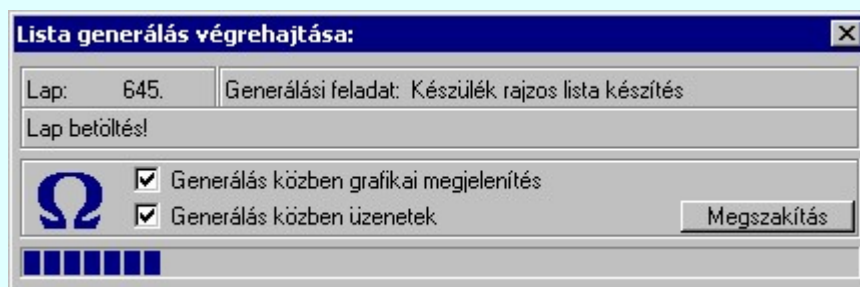 Lista generálás végrehajtása:
Lap: 645. Generálási feladat: Készülék rajzos lista készítés
Lap betöltés!
Ω
Generálás közben grafikai megjelenítés
Generálás közben üzenetek
Megszakítás